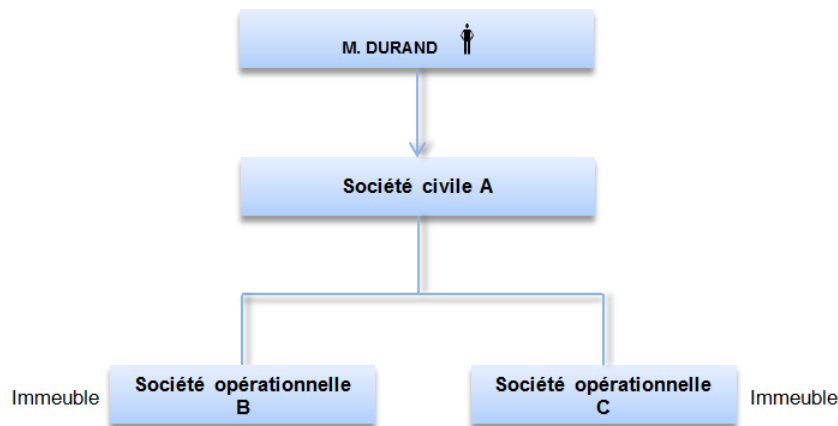 M. DURAND
Société civile A
Immeuble
Société opérationnelle
B
Société opérationnelle
C
Immeuble